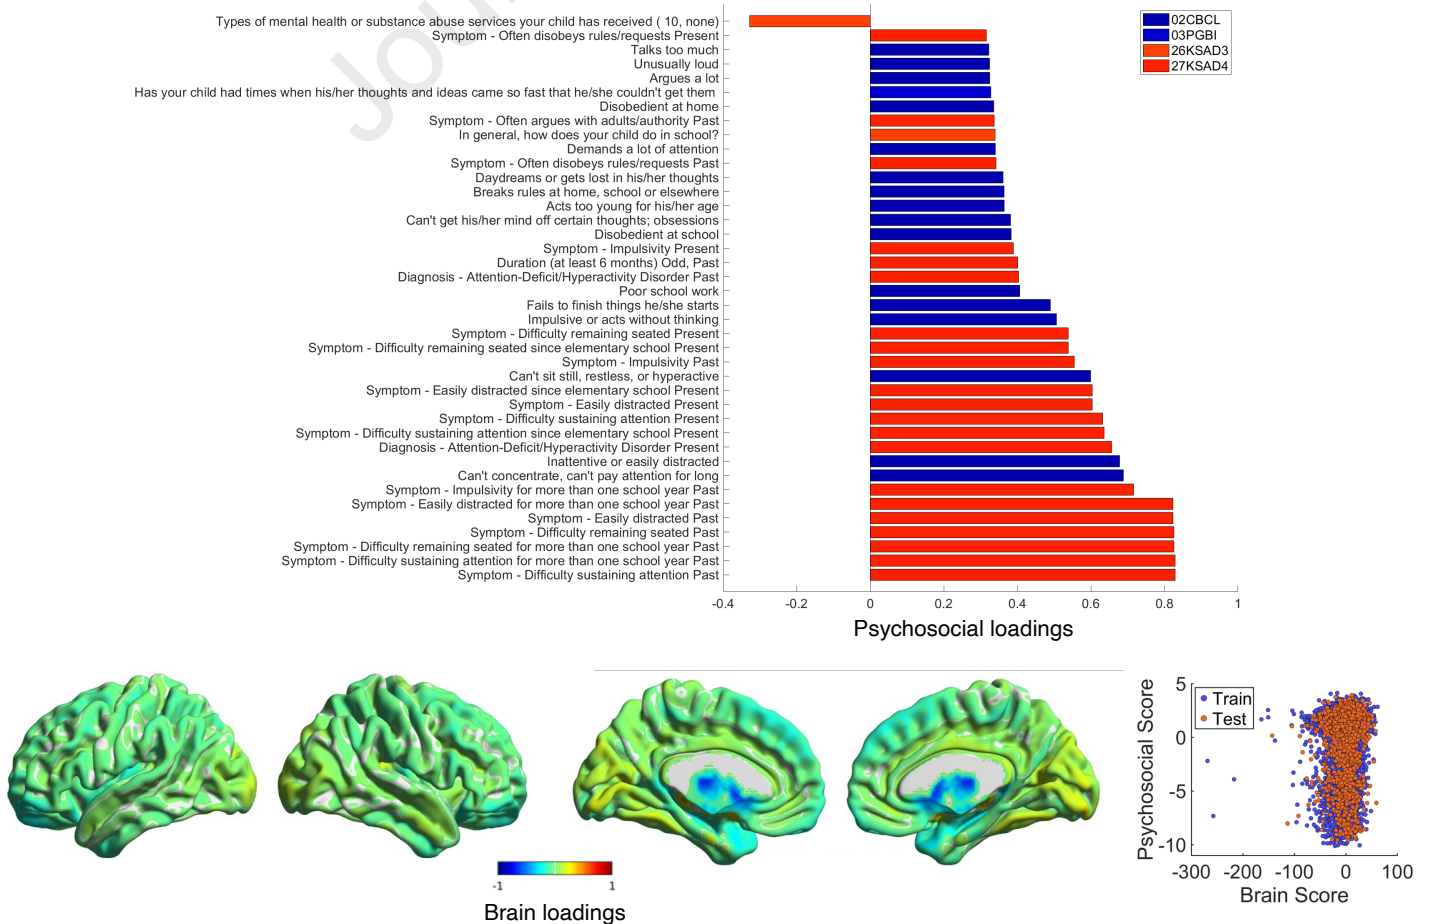 Jou
Types of mental health or substance abuse services your child has received ( 10, none)
Symptom - Often disobeys rules/requests Present
Talks too much
Unusually loud
Argues a lot
Has your child had times when his/her thoughts and ideas came so fast that he/she couldn't get them
Disobedient at home
Symptom - Often argues with adults/authority Past
In general, how does your child do in school?
Demands a lot of attention
Symptom - Often disobeys rules/requests Past
Daydreams or gets lost in his/her thoughts
Breaks rules at home, school or elsewhere
Acts too young for his/her age
Can't get his/her mind off certain thoughts; obsessions
Disobedient at school
Symptom - Impulsivity Present
Duration (at least 6 months) Odd, Past
Diagnosis - Attention-Deficit/Hyperactivity Disorder Past
Poor school work
Fails to finish things he/she starts
Impulsive or acts without thinking
Symptom - Difficulty remaining seated Present
Symptom - Difficulty remaining seated since elementary school Present
Symptom - Impulsivity Past
Can't sit still, restless, or hyperactive
Symptom - Easily distracted since elementary school Present
Symptom - Easily distracted Present
Symptom - Difficulty sustaining attention Present
Symptom - Difficulty sustaining attention since elementary school Present
Diagnosis - Attention-Deficit/Hyperactivity Disorder Present
Inattentive or easily distracted
Can't concentrate, can't pay attention for long
Symptom - Impulsivity for more than one school year Past
Symptom - Easily distracted for more than one school year Past
Symptom - Easily distracted Past
Symptom - Difficulty remaining seated Past
Symptom - Difficulty remaining seated for more than one school year Past
Symptom - Difficulty sustaining attention for more than one school year Past
Symptom - Difficulty sustaining attention Past
02CBCL
03PGBI
26KSAD3
27KSAD4
-0.4 -0.2 0 0.2 0.4 0.6 0.8 1
Psychosocial loadings
-1 1
Brain loadings
Psychosocial Score
5
0
-5
-10
Train
Test
-300 -200 -100 0 100
Brain Score